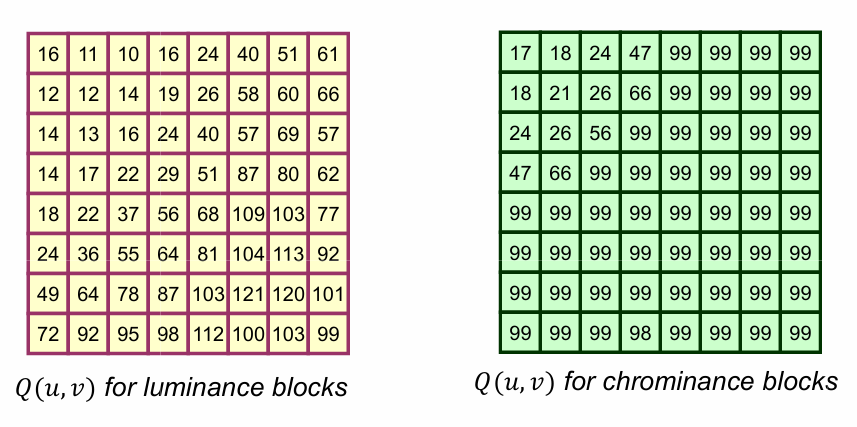 16 11 10 16 24 40 51 61
12 12 14 19 26 58 60 66
14 13 16 24 40 57 69 57
14 17 22 29 51 87 80 62
18 22 37 56 68 109 103 77
24 36 55 64 81 104 113 92
49 64 78 87 103 121 120 101
72 92 95 98 112 100 103 99
Q(u,v) for luminance blocks
17 18 24 47 99 99 99 99
18 21 26 66 99 99 99 99
24 26 56 99 99 99 99 99
47 66 99 99 99 99 99 99
99 99 99 99 99 99 99 99
99 99 99 99 99 99 99 99
99 99 99 99 99 99 99 99
99 99 99 98 99 99 99 99
Q(u,v) for chrominance blocks